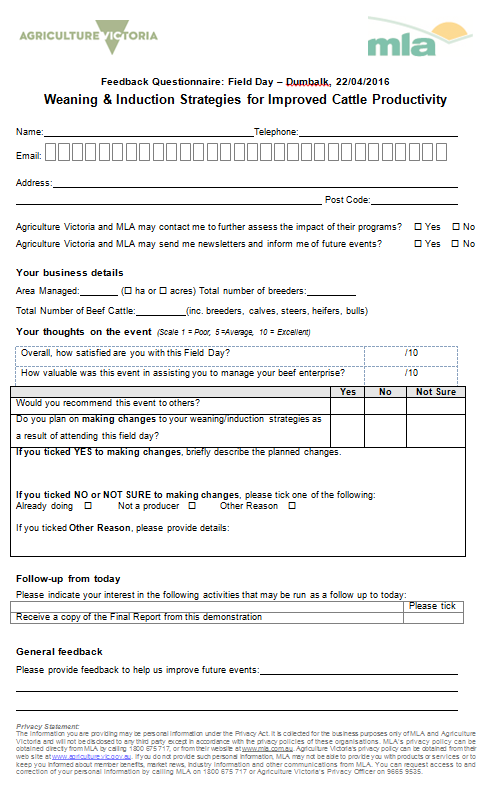 AGRICULTURE VICTORIA
mla
Feedback Questionnaire: Field Day – Dumbalk, 22/04/2016
Weaning & Induction Strategies for Improved Cattle Productivity
Name: Telephone:
Email:
Address:
Post Code:
Agriculture Victoria and MLA may contact me to further assess the impact of their programs? ☐ Yes ☐ No
Agriculture Victoria and MLA may send me newsletters and inform me of future events? ☐ Yes ☐ No
Your business details
Area Managed: (☐ ha or ☐ acres) Total number of breeders:
Total Number of Beef Cattle: (inc. breeders, calves, steers, heifers, bulls)
Your thoughts on the event (Scale 1 = Poor, 5 =Average, 10 = Excellent)
Overall, how satisfied are you with this Field Day? /10
How valuable was this event in assisting you to manage your beef enterprise? /10
Yes No Not Sure
Would you recommend this event to others?
Do you plan on making changes to your weaning/induction strategies as
a result of attending this field day?
If you ticked YES to making changes, briefly describe the planned changes.
If you ticked NO or NOT SURE to making changes, please tick one of the following:
Already doing ☐ Not a producer ☐ Other Reason ☐
If you ticked Other Reason, please provide details:
Follow-up from today
Please indicate your interest in the following activities that may be run as a follow up to today:
Please tick
Receive a copy of the Final Report from this demonstration
General feedback
Please provide feedback to help us improve future events:
Privacy Statement:
The information you are providing may be personal information under the Privacy Act. It is collected for the business purposes only of MLA and Agriculture
Victoria and will not be disclosed to any third party except in accordance with the privacy policies of these organisations. MLA's privacy policy can be
obtained directly from MLA by calling 1800 675 717, or from their website at www.mla.com.au. Agriculture Victoria's privacy policy can be obtained from their
web site at www.agriculture.vic.gov.au. If you do not provide such personal information, MLA may not be able to provide you with products or services or to
keep you informed about member benefits, market news, industry information and other communications from MLA. You can request access to and
correction of your personal information by calling MLA on 1800 675 717 or Agriculture Victoria's Privacy Officer on 9665 9535.